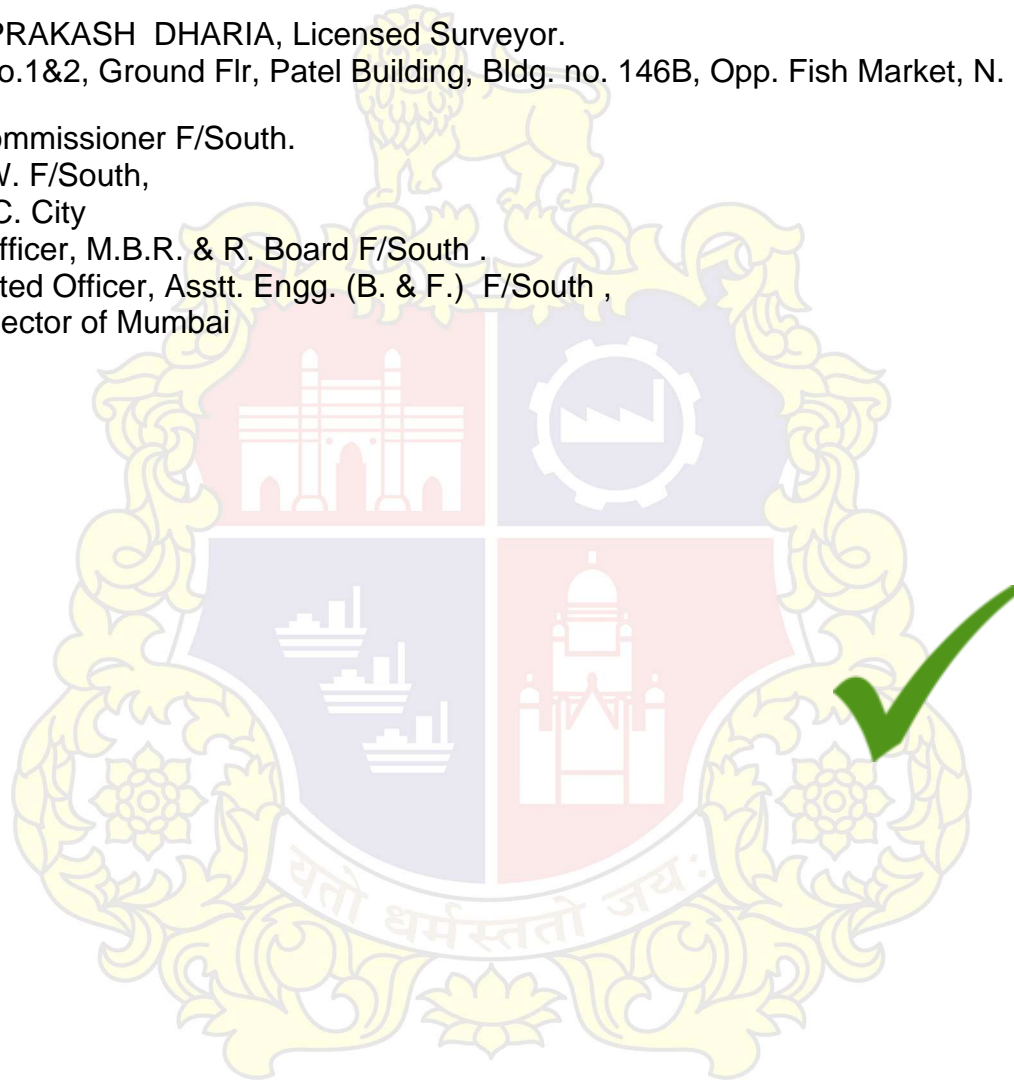 PRAKASH DHARIA, Licensed Surveyor.
o.1&2, Ground Flr, Patel Building, Bldg. no. 146B, Opp. Fish Market, N.
ommissioner F/South.
W. F/South,
C. City
fficer, M.B.R. & R. Board F/South .
ted Officer, Asstt. Engg. (B. & F.) F/South ,
ector of Mumbai
यतो धर्मस्ततो जय: